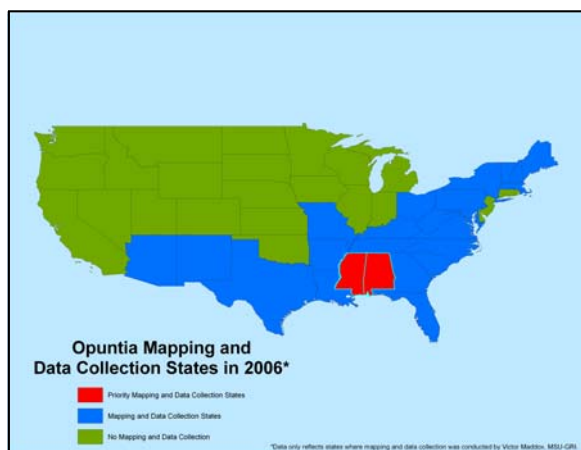 Opuntia Mapping and
Data Collection States in 2006*
Priority Mapping and Data Collection States
Mapping and Data Collection States
No Mapping and Data Collection
*Data only reflects states where mapping and data collection was conducted by Victor Maddox, MSU-GRI.